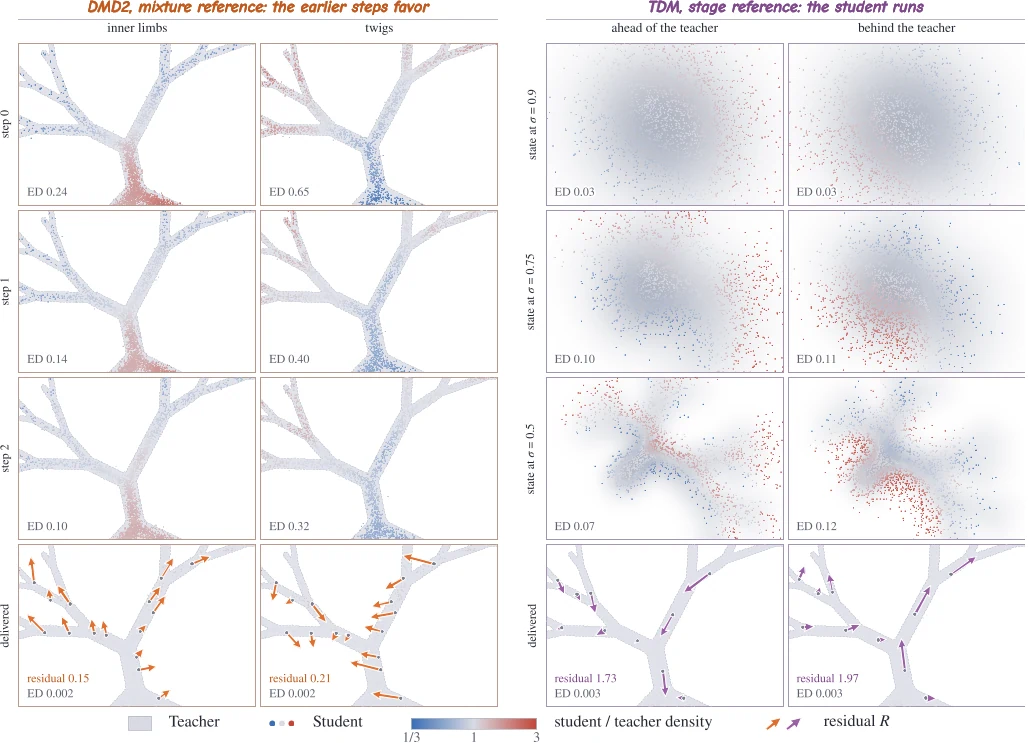 DMD2, mixture reference: the earlier steps favor
TDM, stage reference: the student runs
inner limbs
twigs
ahead of the teacher
behind the teacher
step 0
ED 0.24
ED 0.65
state at σ = 0.9
ED 0.03
ED 0.03
step 1
ED 0.14
ED 0.40
state at σ = 0.75
ED 0.10
ED 0.11
step 2
ED 0.10
ED 0.32
state at σ = 0.5
ED 0.07
ED 0.12
delivered
residual 0.15
ED 0.002
residual 0.21
ED 0.002
delivered
residual 1.73
ED 0.003
residual 1.97
ED 0.003
Teacher
Student
1/3
1
3
student / teacher density
residual R